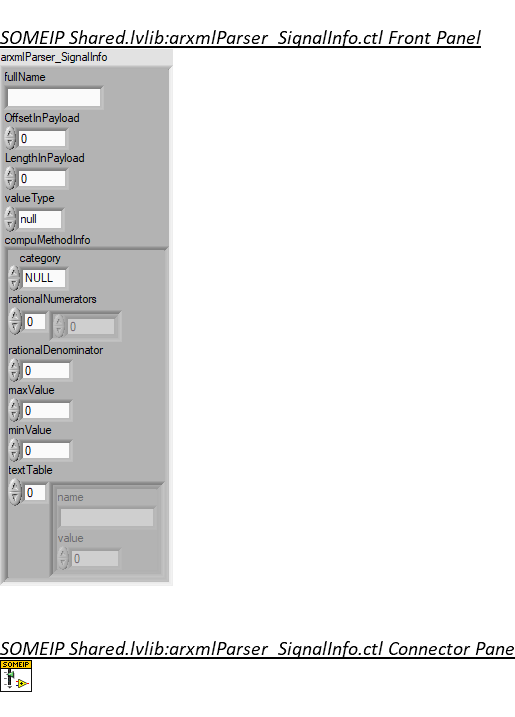 SOMEIP Shared.lvlib:arxmlParser_SignalInfo.ctl Front Panel
arxmlParser_SignalInfo
fullName
OffsetInPayload
0
LengthInPayload
0
valueType
null
compuMethodInfo
category
NULL
rationalNumerators
0 0
rationalDenominator
0
maxValue
0
minValue
0
textTable
0
name
value
0
SOMEIP Shared.lvlib:arxmlParser_SignalInfo.ctl Connector Pane
SOMEIP